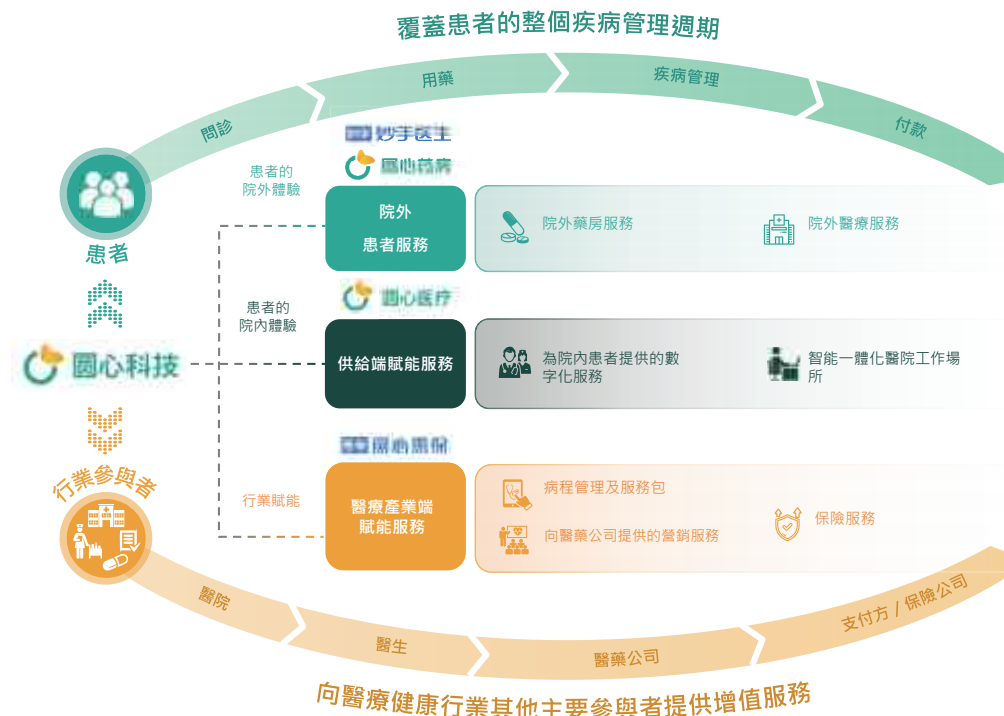 覆蓋患者的整個疾病管理週期
問診
用藥
疾病管理
付款
患者
患者的
院外體驗
妙手医生
圆心药房
院外
患者服務
院外藥房服務
院外醫療服務
患者的
院內體驗
圆心医疗
圆心科技
供給端賦能服務
為院內患者提供的數
字化服務
智能一體化醫院工作場
所
行業參與者
行業賦能
圆心惠保
醫療產業端
賦能服務
病程管理及服務包
向醫藥公司提供的營銷服務
保險服務
醫院
醫生
醫藥公司
支付方 / 保險公司
向醫療健康行業其他主要參與者提供增值服務